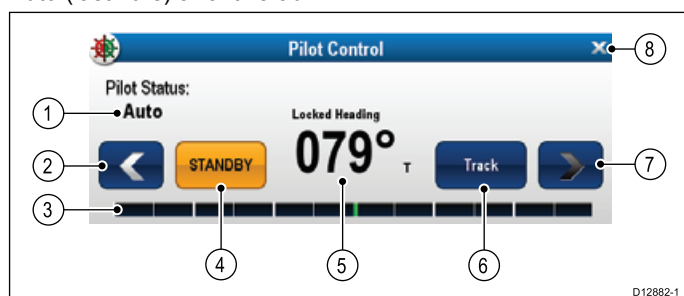 Pilot Control
8
Pilot Status:
1
Auto
Locked Heading
2
STANDBY
079° T
Track
7
3
4
5
6
D12882-1